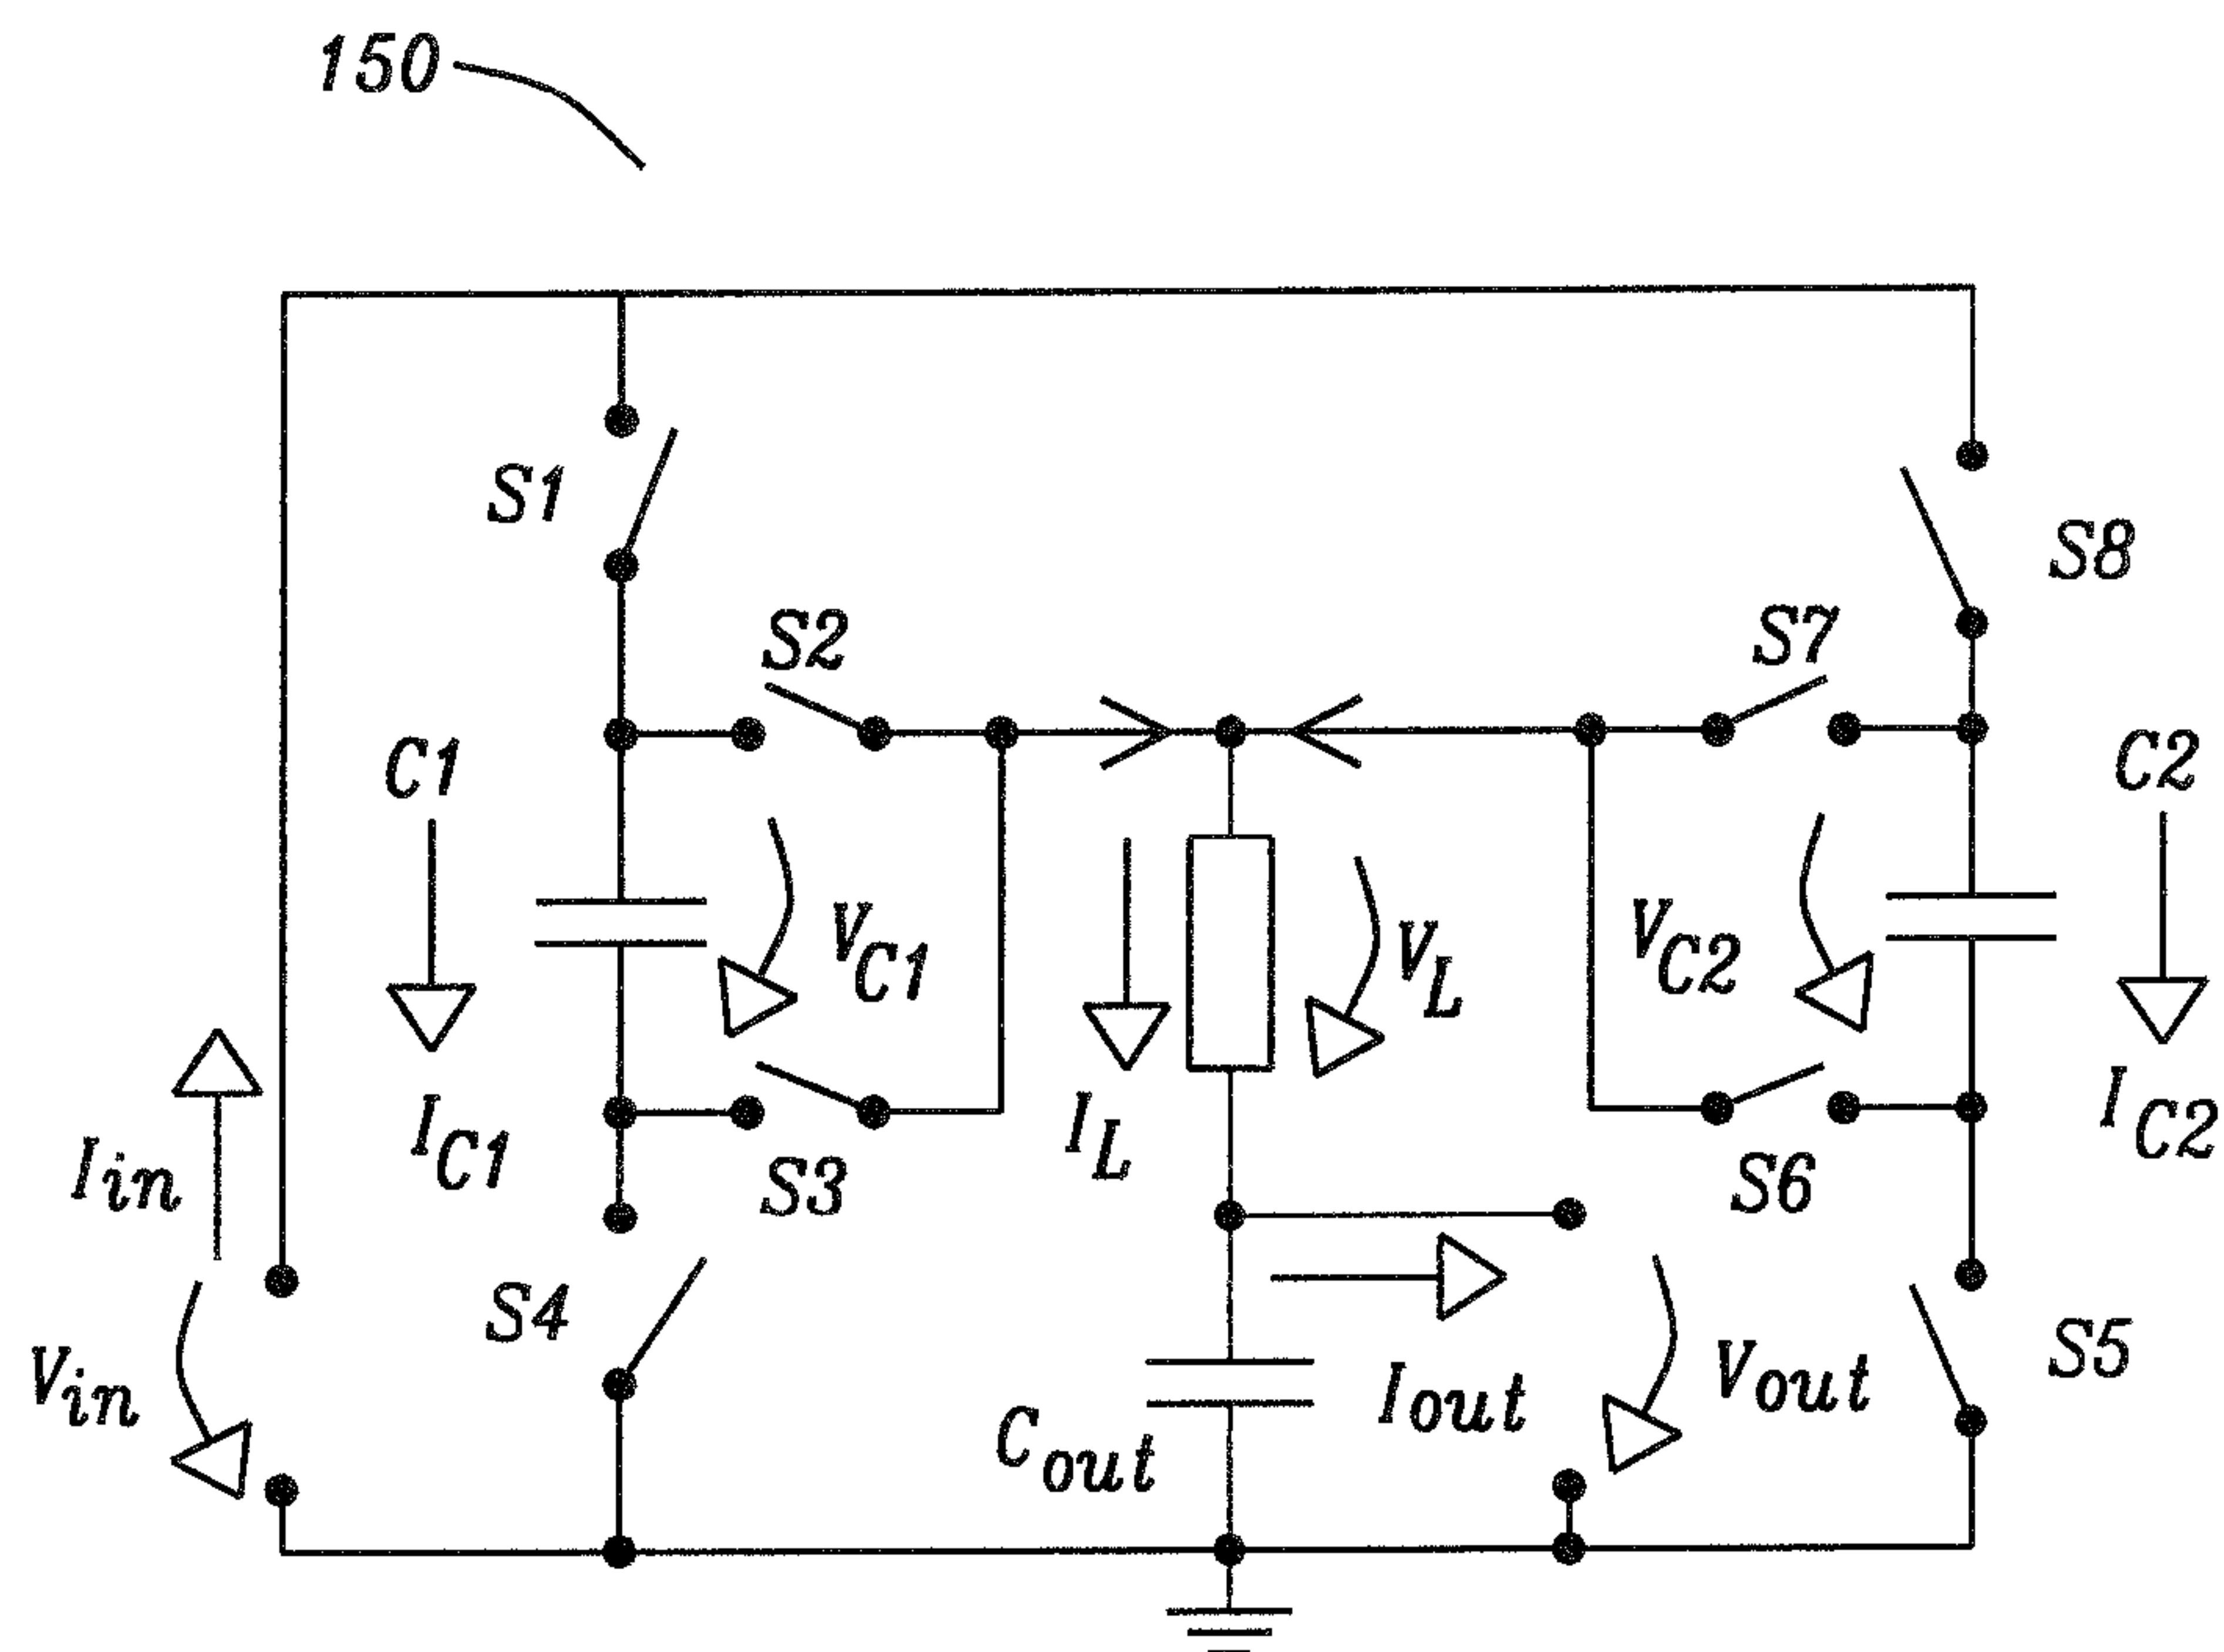 150
S1
S8
S2
S7
C1
C2
VC1
VL
VC2
Iin
IC1
IL
IC2
S3
S6
S4
Vin
Cout
Iout
Vout
S5